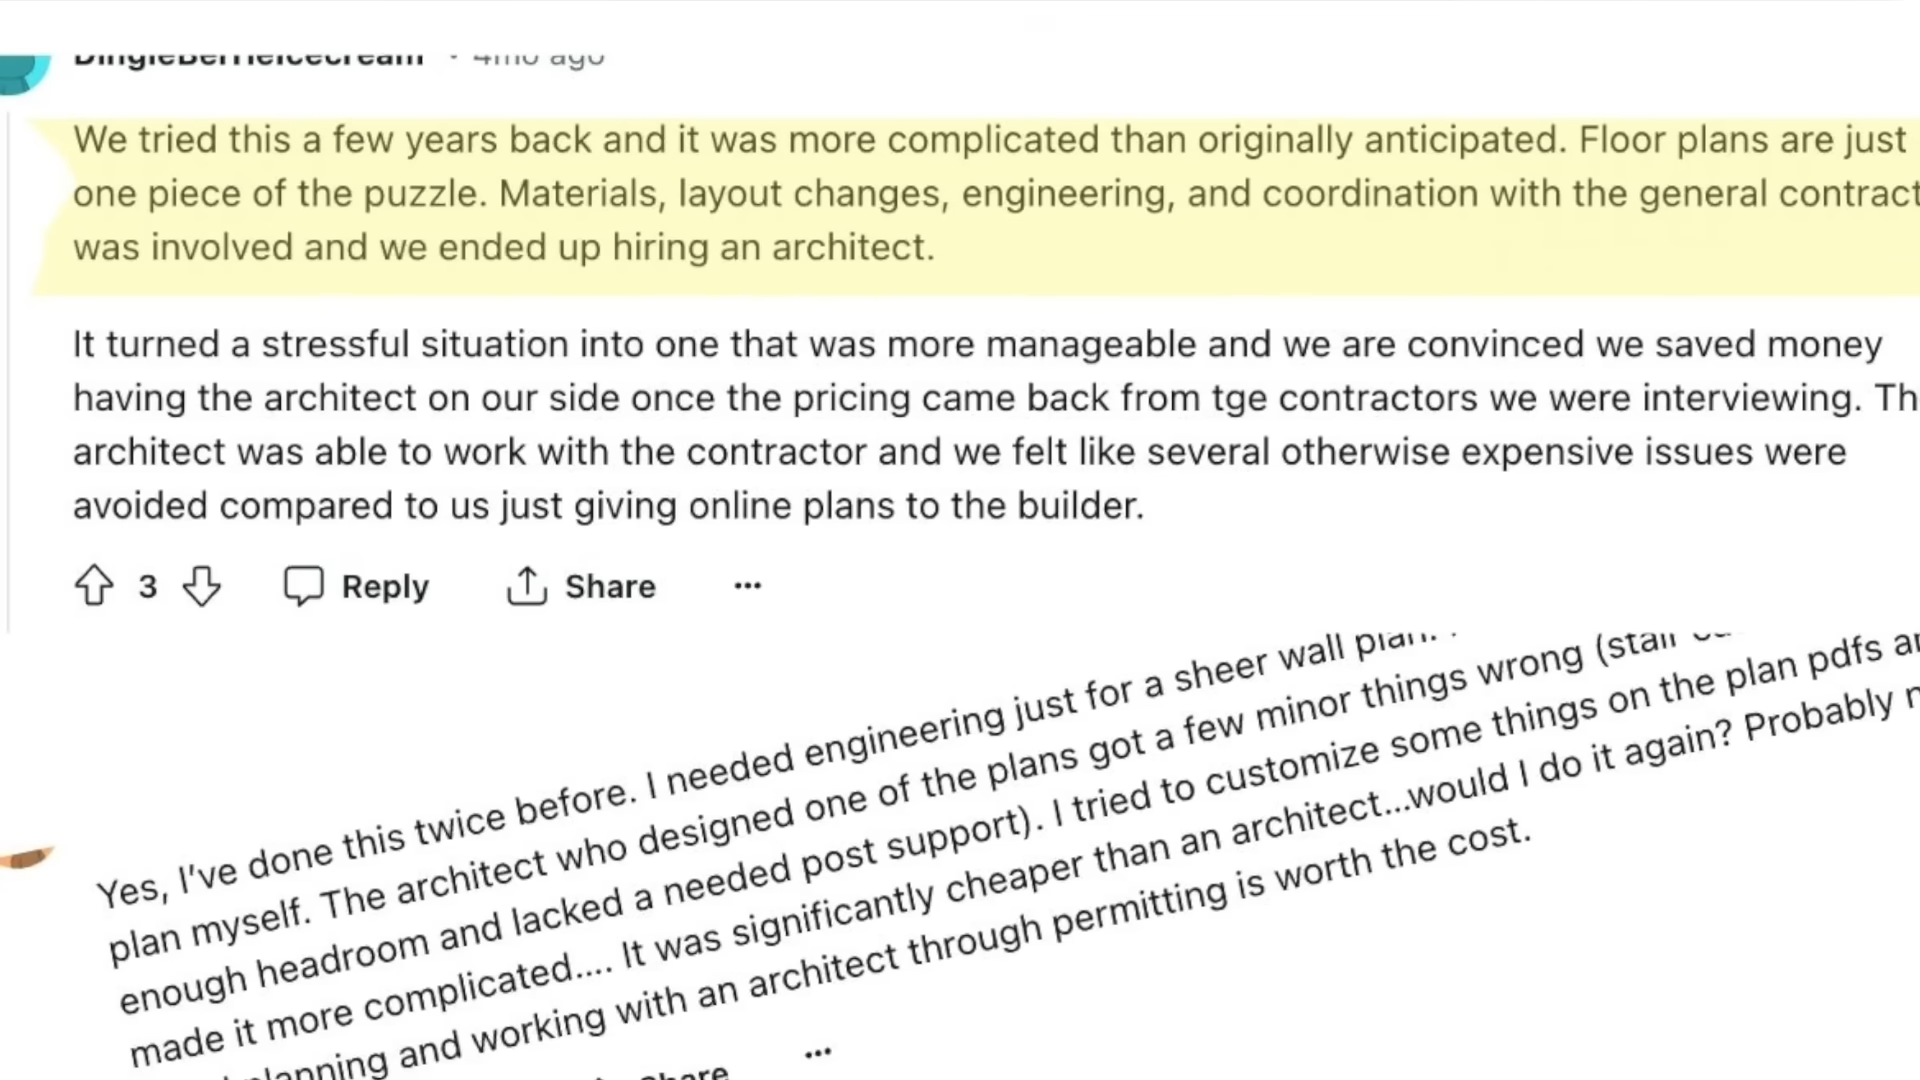 DingleBerrieIcecream · 4mo ago
We tried this a few years back and it was more complicated than originally anticipated. Floor plans are just
one piece of the puzzle. Materials, layout changes, engineering, and coordination with the general contract
was involved and we ended up hiring an architect.
It turned a stressful situation into one that was more manageable and we are convinced we saved money
having the architect on our side once the pricing came back from tge contractors we were interviewing. Th
architect was able to work with the contractor and we felt like several otherwise expensive issues were
avoided compared to us just giving online plans to the builder.
3 Reply Share ...
Yes, I've done this twice before. I needed engineering just for a sheer wall plan.
plan myself. The architect who designed one of the plans got a few minor things wrong (stair
enough headroom and lacked a needed post support). I tried to customize some things on the plan pdfs
made it more complicated.... It was significantly cheaper than an architect...would I do it again? Probably
planning and working with an architect through permitting is worth the cost.
Share ...